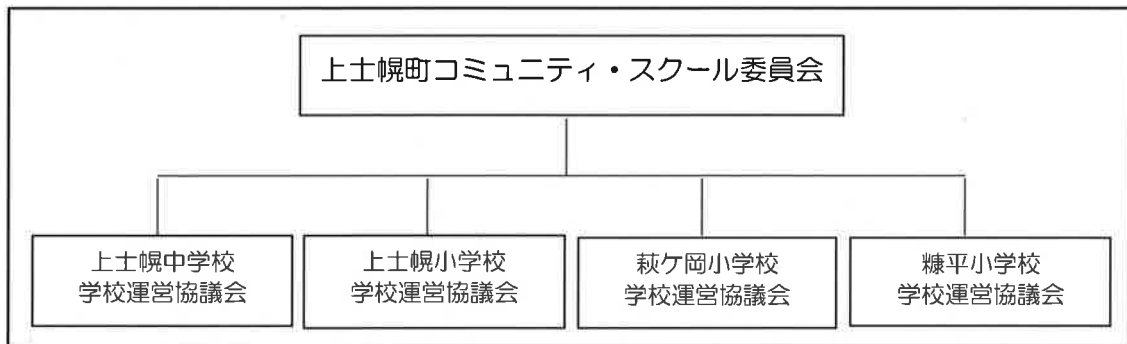 上士幌町コミュニティ・スクール委員会
上士幌中学校
学校運営協議会
上士幌小学校
学校運営協議会
萩ケ岡小学校
学校運営協議会
糠平小学校
学校運営協議会